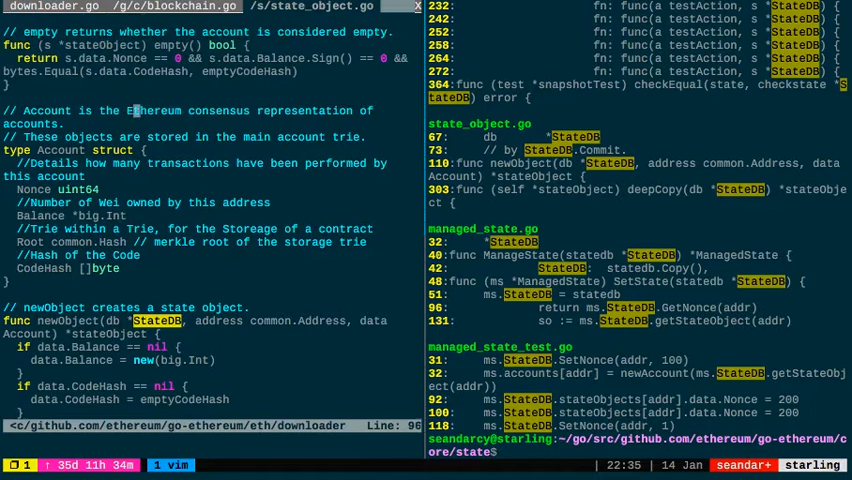 downloader.go  /g/c/blockchain.go  /s/state_object.go  X
// empty returns whether the account is considered empty.
func (s *stateObject) empty() bool {
  return s.data.Nonce == 0 && s.data.Balance.Sign() == 0 &&
bytes.Equal(s.data.CodeHash, emptyCodeHash)
}
// Account is the Ethereum consensus representation of
accounts.
// These objects are stored in the main account trie.
type Account struct {
  //Details how many transactions have been performed by
this account
  Nonce uint64
  //Number of Wei owned by this address
  Balance *big.Int
  //Trie within a Trie, for the Storeage of a contract
  Root common.Hash // merkle root of the storage trie
  //Hash of the Code
  CodeHash []byte
}
// newObject creates a state object.
func newObject(db *StateDB, address common.Address, data
Account) *stateObject {
  if data.Balance == nil {
    data.Balance = new(big.Int)
  }
  if data.CodeHash == nil {
    data.CodeHash = emptyCodeHash
  }
<c/github.com/ethereum/go-ethereum/eth/downloader  Line: 96
232:  fn: func(a testAction, s *StateDB) {
242:  fn: func(a testAction, s *StateDB) {
252:  fn: func(a testAction, s *StateDB) {
258:  fn: func(a testAction, s *StateDB) {
264:  fn: func(a testAction, s *StateDB) {
272:  fn: func(a testAction, s *StateDB) {
364:func (test *snapshotTest) checkEqual(state, checkstate *S
tateDB) error {
state_object.go
67:  db  *StateDB
73:  // by StateDB.Commit.
110:func newObject(db *StateDB, address common.Address, data
Account) *stateObject {
303:func (self *stateObject) deepCopy(db *StateDB) *stateObje
ct {
managed_state.go
32:  *StateDB
40:func ManageState(statedb *StateDB) *ManagedState {
42:  StateDB:  statedb.Copy(),
48:func (ms *ManagedState) SetState(statedb *StateDB) {
51:  ms.StateDB = statedb
96:  return ms.StateDB.GetNonce(addr)
131:  so := ms.StateDB.getStateObject(addr)
managed_state_test.go
31:  ms.StateDB.SetNonce(addr, 100)
32:  ms.accounts[addr] = newAccount(ms.StateDB.getStateObj
ect(addr))
92:  ms.StateDB.stateObjects[addr].data.Nonce = 200
100:  ms.StateDB.stateObjects[addr].data.Nonce = 200
118:  ms.StateDB.SetNonce(addr, 1)
seandarcy@starling:~/go/src/github.com/ethereum/go-ethereum/c
ore/state$
1  ↑ 35d 11h 34m  1 vim  | 22:35 | 14 Jan  seandar+  starling